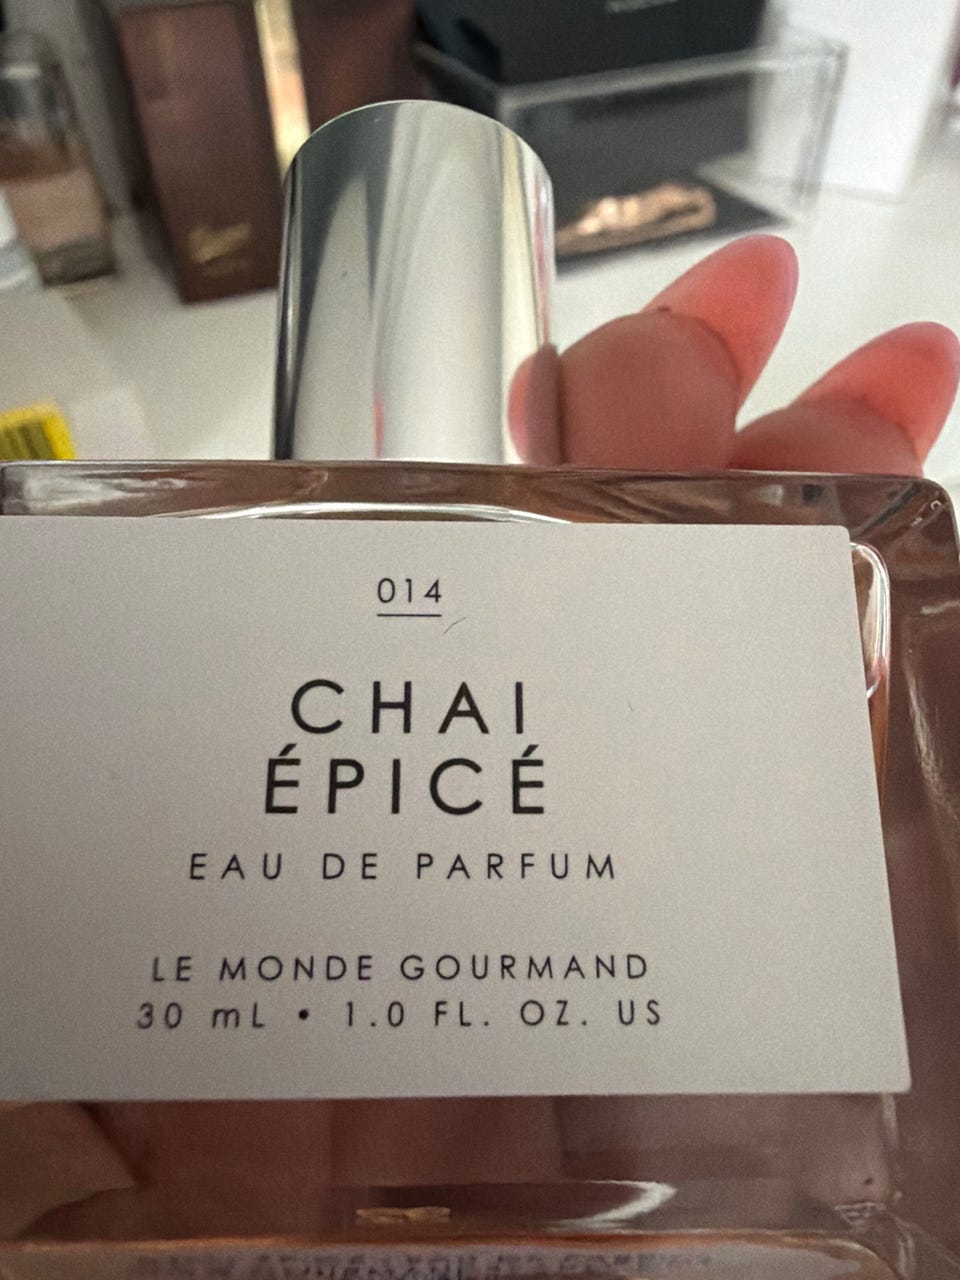 014
CHAI
ÉPICÉ
EAU DE PARFUM
LE MONDE GOURMAND
30 mL • 1.0 FL. OZ. US